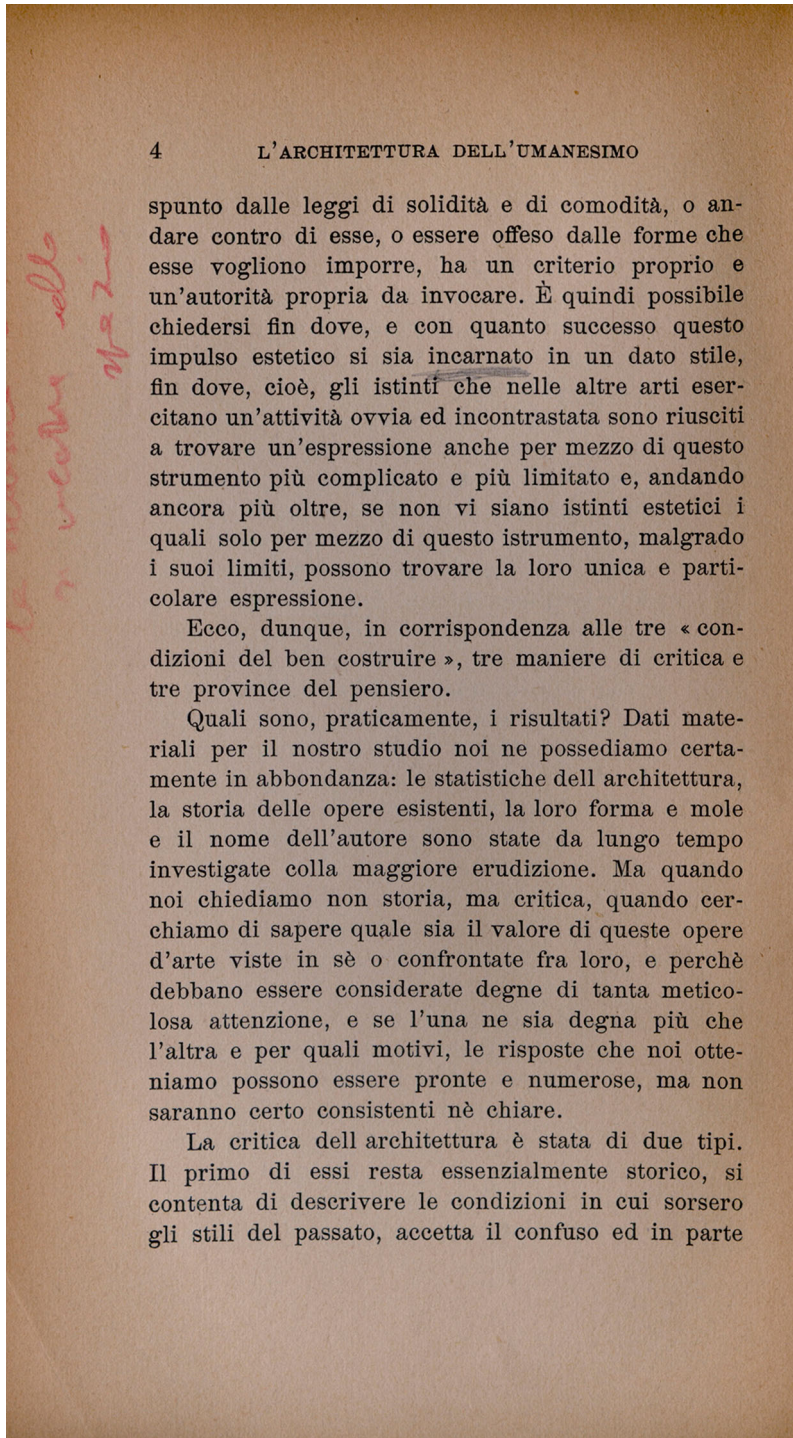 4 L'ARCHITETTURA DELL'UMANESIMO
spunto dalle leggi di solidità e di comodità, o an-
dare contro di esse, o essere offeso dalle forme che
esse vogliono imporre, ha un criterio proprio e
un'autorità propria da invocare. È quindi possibile
chiedersi fin dove, e con quanto successo questo
impulso estetico si sia incarnato in un dato stile,
fin dove, cioè, gli istinti che nelle altre arti eser-
citano un'attività ovvia ed incontrastata sono riusciti
a trovare un'espressione anche per mezzo di questo
strumento più complicato e più limitato e, andando
ancora più oltre, se non vi siano istinti estetici i
quali solo per mezzo di questo istrumento, malgrado
i suoi limiti, possono trovare la loro unica e parti-
colare espressione.
Ecco, dunque, in corrispondenza alle tre « con-
dizioni del ben costruire », tre maniere di critica e
tre province del pensiero.
Quali sono, praticamente, i risultati? Dati mate-
riali per il nostro studio noi ne possediamo certa-
mente in abbondanza: le statistiche dell architettura,
la storia delle opere esistenti, la loro forma e mole
e il nome dell'autore sono state da lungo tempo
investigate colla maggiore erudizione. Ma quando
noi chiediamo non storia, ma critica, quando cer-
chiamo di sapere quale sia il valore di queste opere
d'arte viste in sè o confrontate fra loro, e perchè
debbano essere considerate degne di tanta metico-
losa attenzione, e se l'una ne sia degna più che
l'altra e per quali motivi, le risposte che noi otte-
niamo possono essere pronte e numerose, ma non
saranno certo consistenti nè chiare.
La critica dell architettura è stata di due tipi.
Il primo di essi resta essenzialmente storico, si
contenta di descrivere le condizioni in cui sorsero
gli stili del passato, accetta il confuso ed in parte